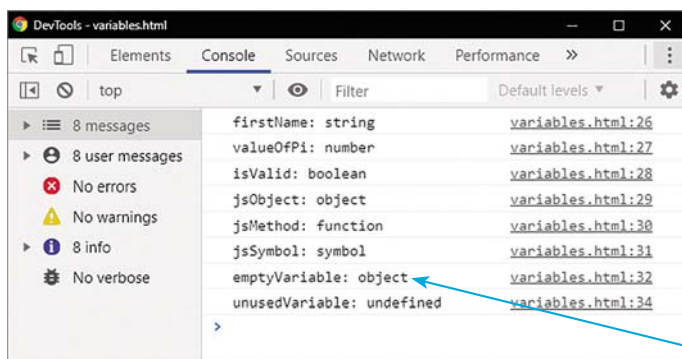 DevTools - variables.html
Elements Console Sources Network Performance »
top Filter Default levels ▼
8 messages
8 user messages
No errors
No warnings
8 info
No verbose
firstName: string variables.html:26
valueOfPi: number variables.html:27
isValid: boolean variables.html:28
jsObject: object variables.html:29
jsMethod: function variables.html:30
jsSymbol: symbol variables.html:31
emptyVariable: object variables.html:32
unusedVariable: undefined variables.html:34
>